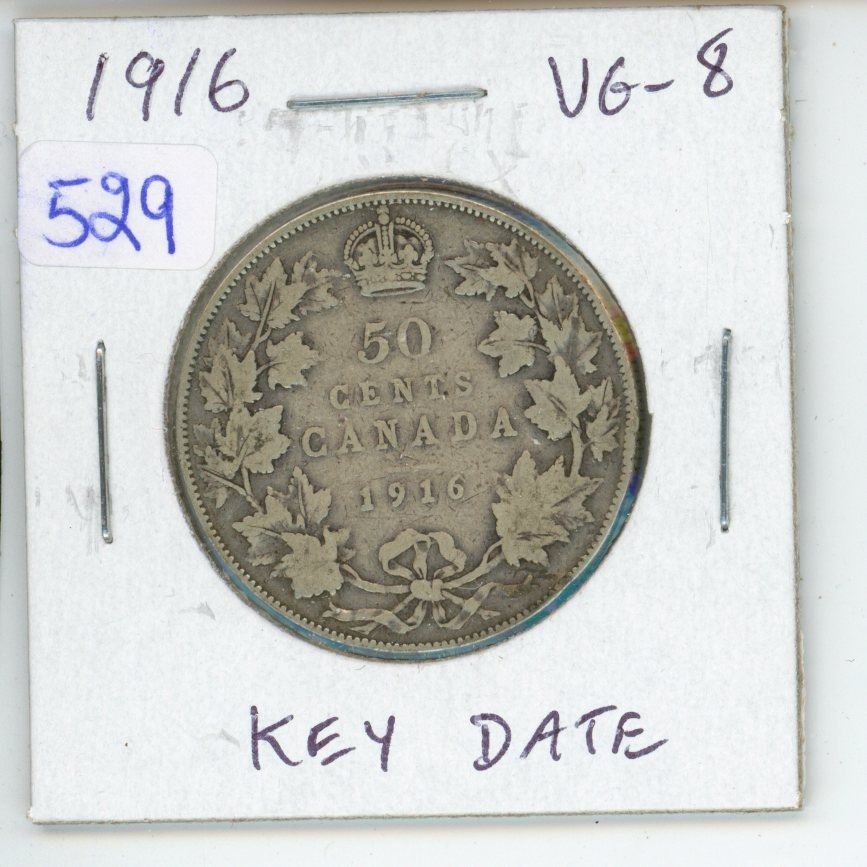 1916 VG-8
529
50
CENTS
CANADA
1916
KEY DATE